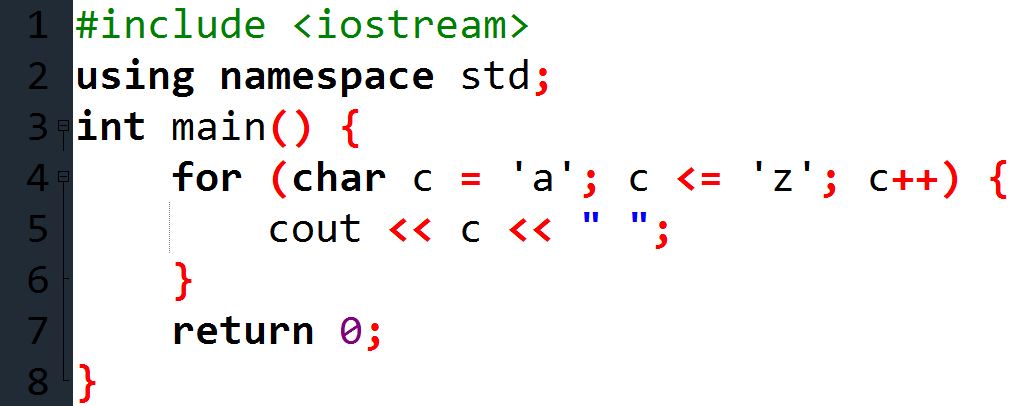 1 #include <iostream>
2 using namespace std;
3 int main() {
4     for (char c = 'a'; c <= 'z'; c++) {
5         cout << c << " ";
6     }
7     return 0;
8 }